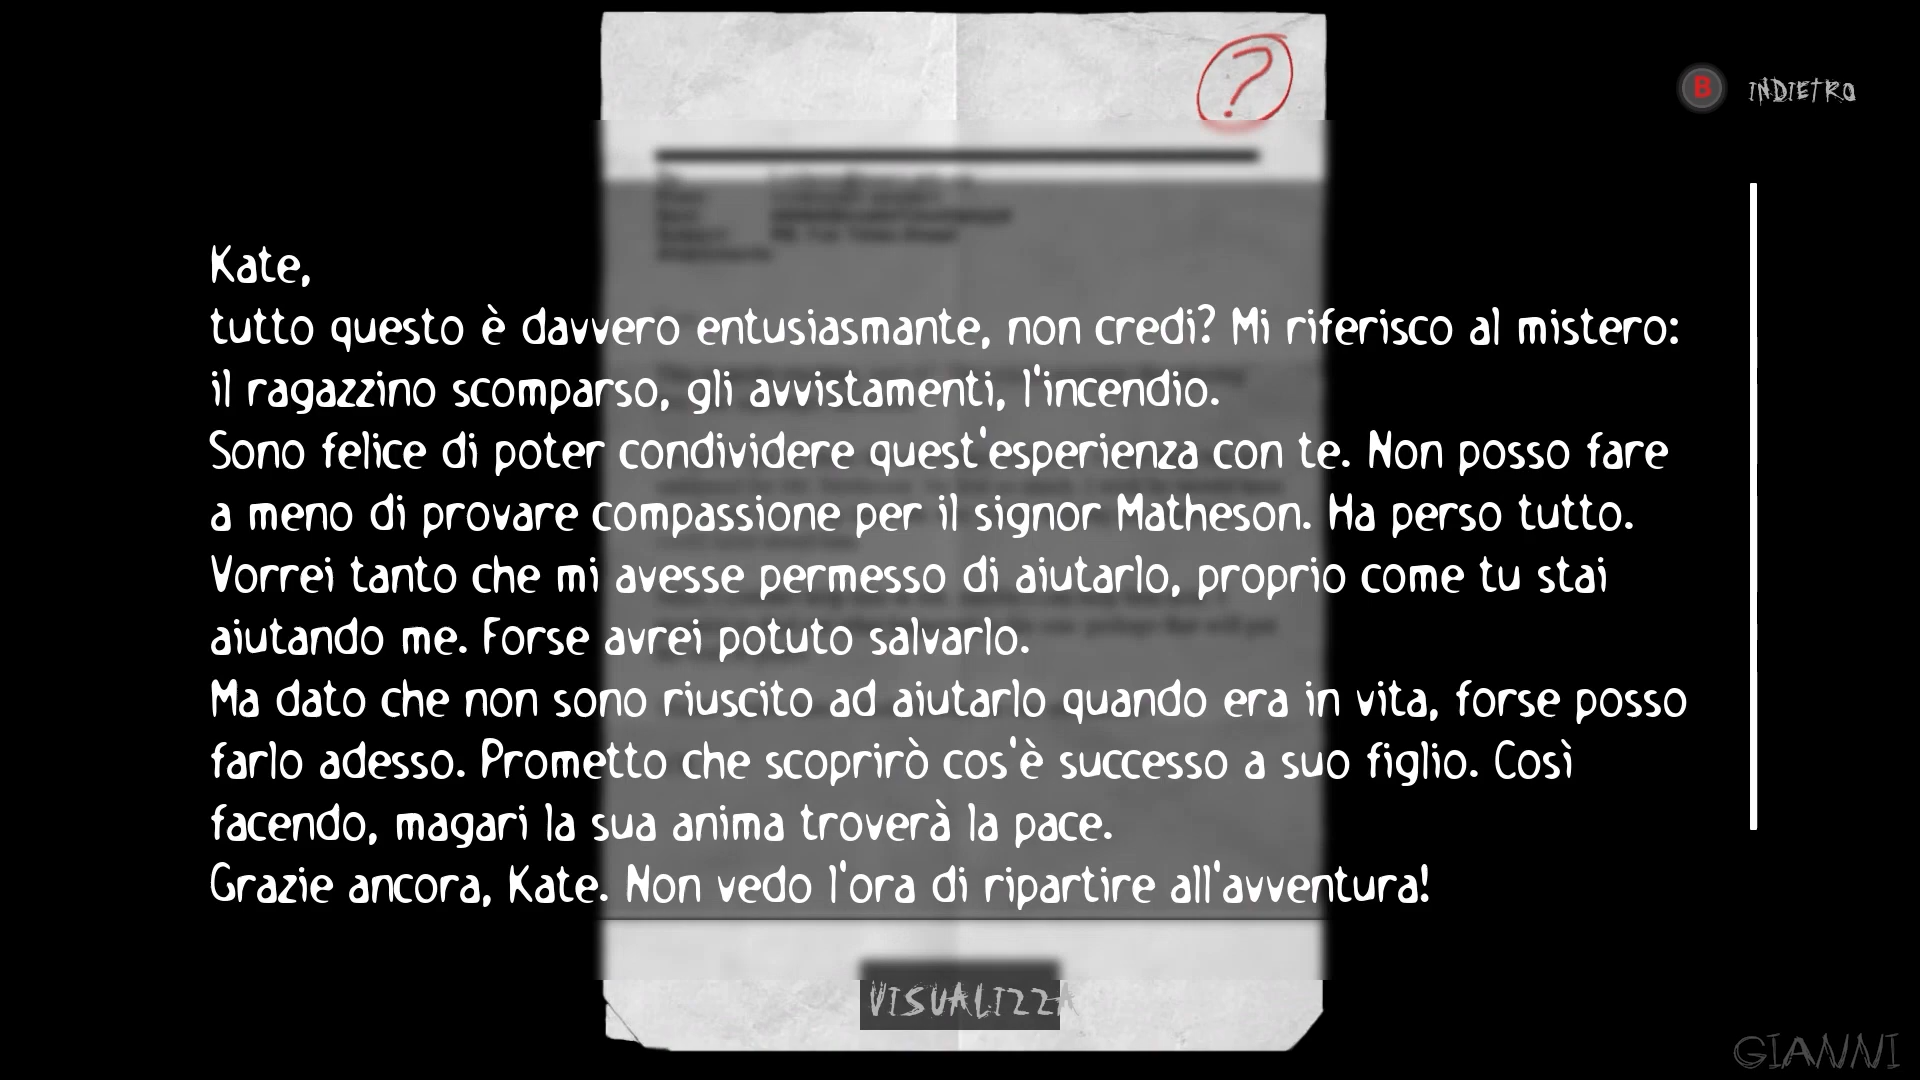 ?
B INDIETRO
Kate,
tutto questo è davvero entusiasmante, non credi? Mi riferisco al mistero:
il ragazzino scomparso, gli avvistamenti, l'incendio.
Sono felice di poter condividere quest'esperienza con te. Non posso fare
a meno di provare compassione per il signor Matheson. Ha perso tutto.
Vorrei tanto che mi avesse permesso di aiutarlo, proprio come tu stai
aiutando me. Forse avrei potuto salvarlo.
Ma dato che non sono riuscito ad aiutarlo quando era in vita, forse posso
farlo adesso. Prometto che scoprirò cos'è successo a suo figlio. Così
facendo, magari la sua anima troverà la pace.
Grazie ancora, Kate. Non vedo l'ora di ripartire all'avventura!
VISUALIZZA
GIANNI